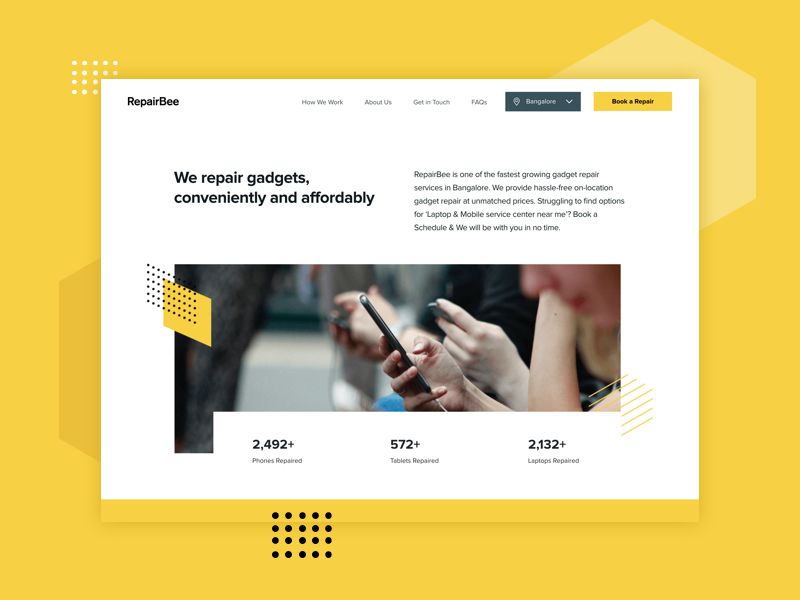 RepairBee
How We Work
About Us
Get in Touch
FAQs
Bangalore
Book a Repair
We repair gadgets,
conveniently and affordably
RepairBee is one of the fastest growing gadget repair
services in Bangalore. We provide hassle-free on-location
gadget repair at unmatched prices. Struggling to find options
for ‘Laptop & Mobile service center near me’? Book a
Schedule & We will be with you in no time.
2,492+
Phones Repaired
572+
Tablets Repaired
2,132+
Laptops Repaired